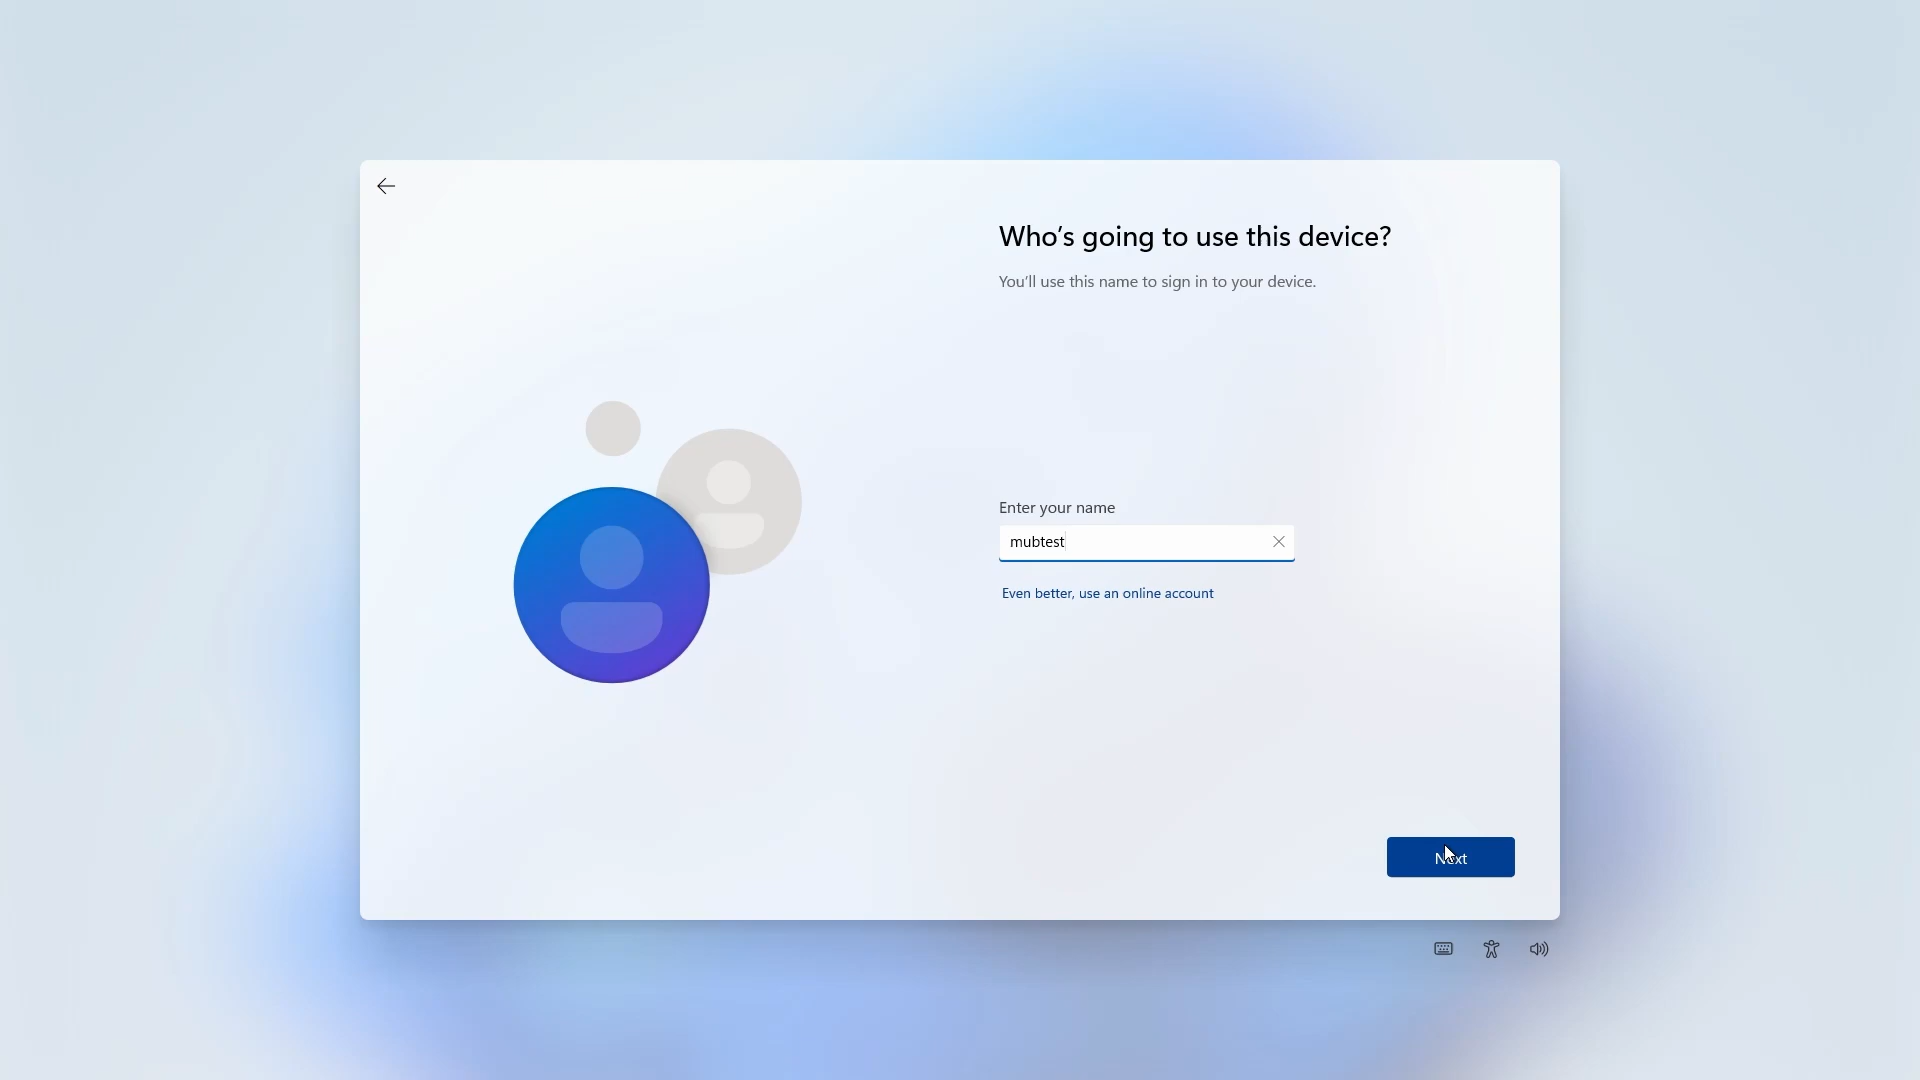 Who's going to use this device?
You'll use this name to sign in to your device.
Enter your name
mubtest
Even better, use an online account
Next